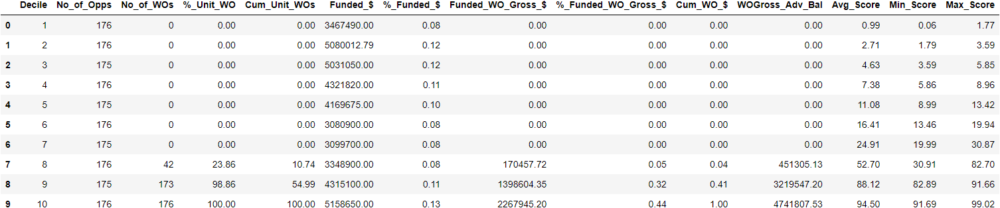 Decile No_of_Opps No_of_WOs %_Unit_WO Cum_Unit_WOs Funded_$ %_Funded_$ Funded_WO_Gross_$ %_Funded_WO_Gross_$ Cum_WO_$ WOGross_Adv_Bal Avg_Score Min_Score Max_Score
0 1 176 0 0.00 0.00 3467490.00 0.08 0.00 0.00 0.00 0.00 0.99 0.06 1.77
1 2 176 0 0.00 0.00 5080012.79 0.12 0.00 0.00 0.00 0.00 2.71 1.79 3.59
2 3 175 0 0.00 0.00 5031050.00 0.12 0.00 0.00 0.00 0.00 4.63 3.59 5.85
3 4 176 0 0.00 0.00 4321820.00 0.11 0.00 0.00 0.00 0.00 7.38 5.86 8.96
4 5 175 0 0.00 0.00 4169675.00 0.10 0.00 0.00 0.00 0.00 11.08 8.99 13.42
5 6 176 0 0.00 0.00 3080900.00 0.08 0.00 0.00 0.00 0.00 16.41 13.46 19.94
6 7 175 0 0.00 0.00 3099700.00 0.08 0.00 0.00 0.00 0.00 24.91 19.99 30.87
7 8 176 42 23.86 10.74 3348900.00 0.08 170457.72 0.05 0.04 451305.13 52.70 30.91 82.70
8 9 175 173 98.86 54.99 4315100.00 0.11 1398604.35 0.32 0.41 3219547.20 88.12 82.89 91.66
9 10 176 176 100.00 100.00 5158650.00 0.13 2267945.20 0.44 1.00 4741807.53 94.50 91.69 99.02